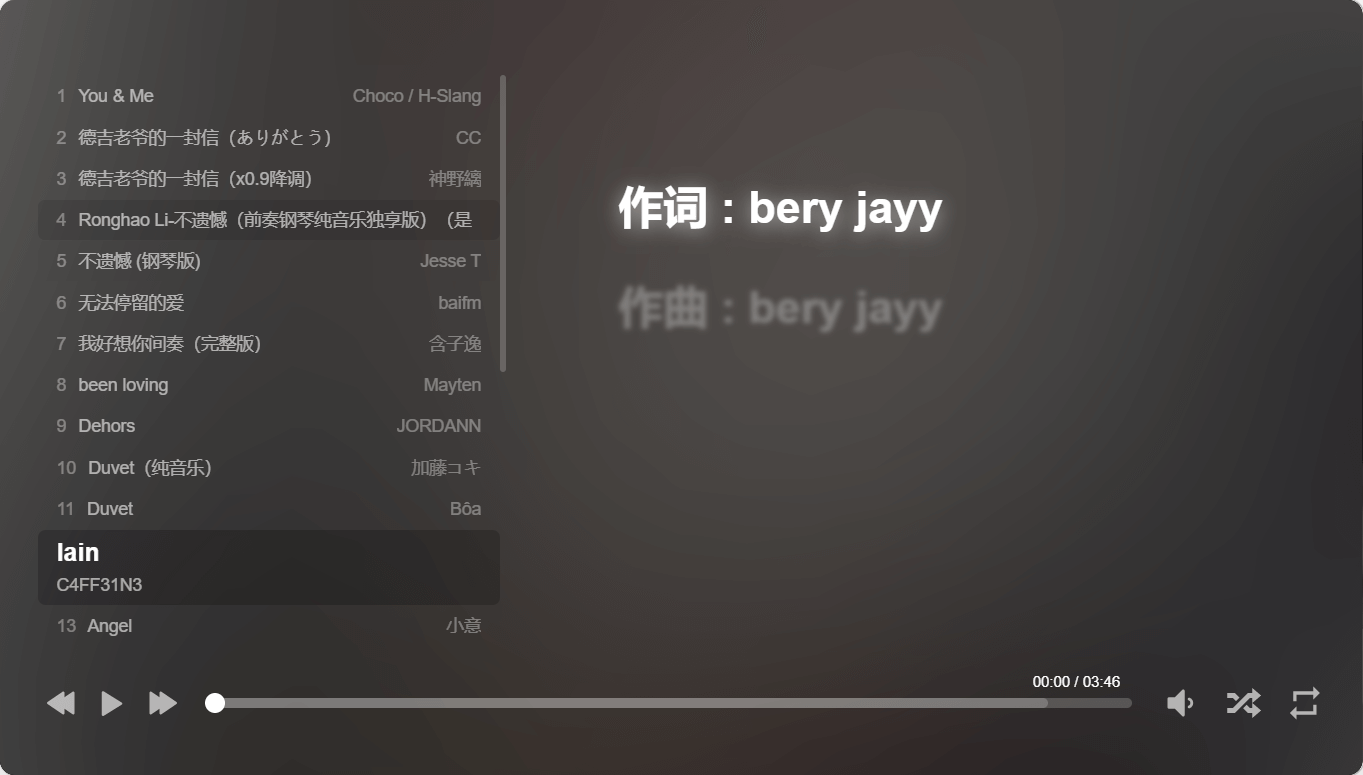 1 You & Me Choco / H-Slang
2 德吉老爷的一封信（ありがとう） CC
3 德吉老爷的一封信（x0.9降调） 神野繻
4 Ronghao Li-不遗憾（前奏钢琴纯音乐独享版）（是
5 不遗憾 (钢琴版) Jesse T
6 无法停留的爱 baifm
7 我好想你间奏（完整版） 含子逸
8 been loving Mayten
9 Dehors JORDANN
10 Duvet（纯音乐） 加藤コキ
11 Duvet Bôa
lain
C4FF31N3
13 Angel 小意
作词 : bery jayy
作曲 : bery jayy
00:00 / 03:46